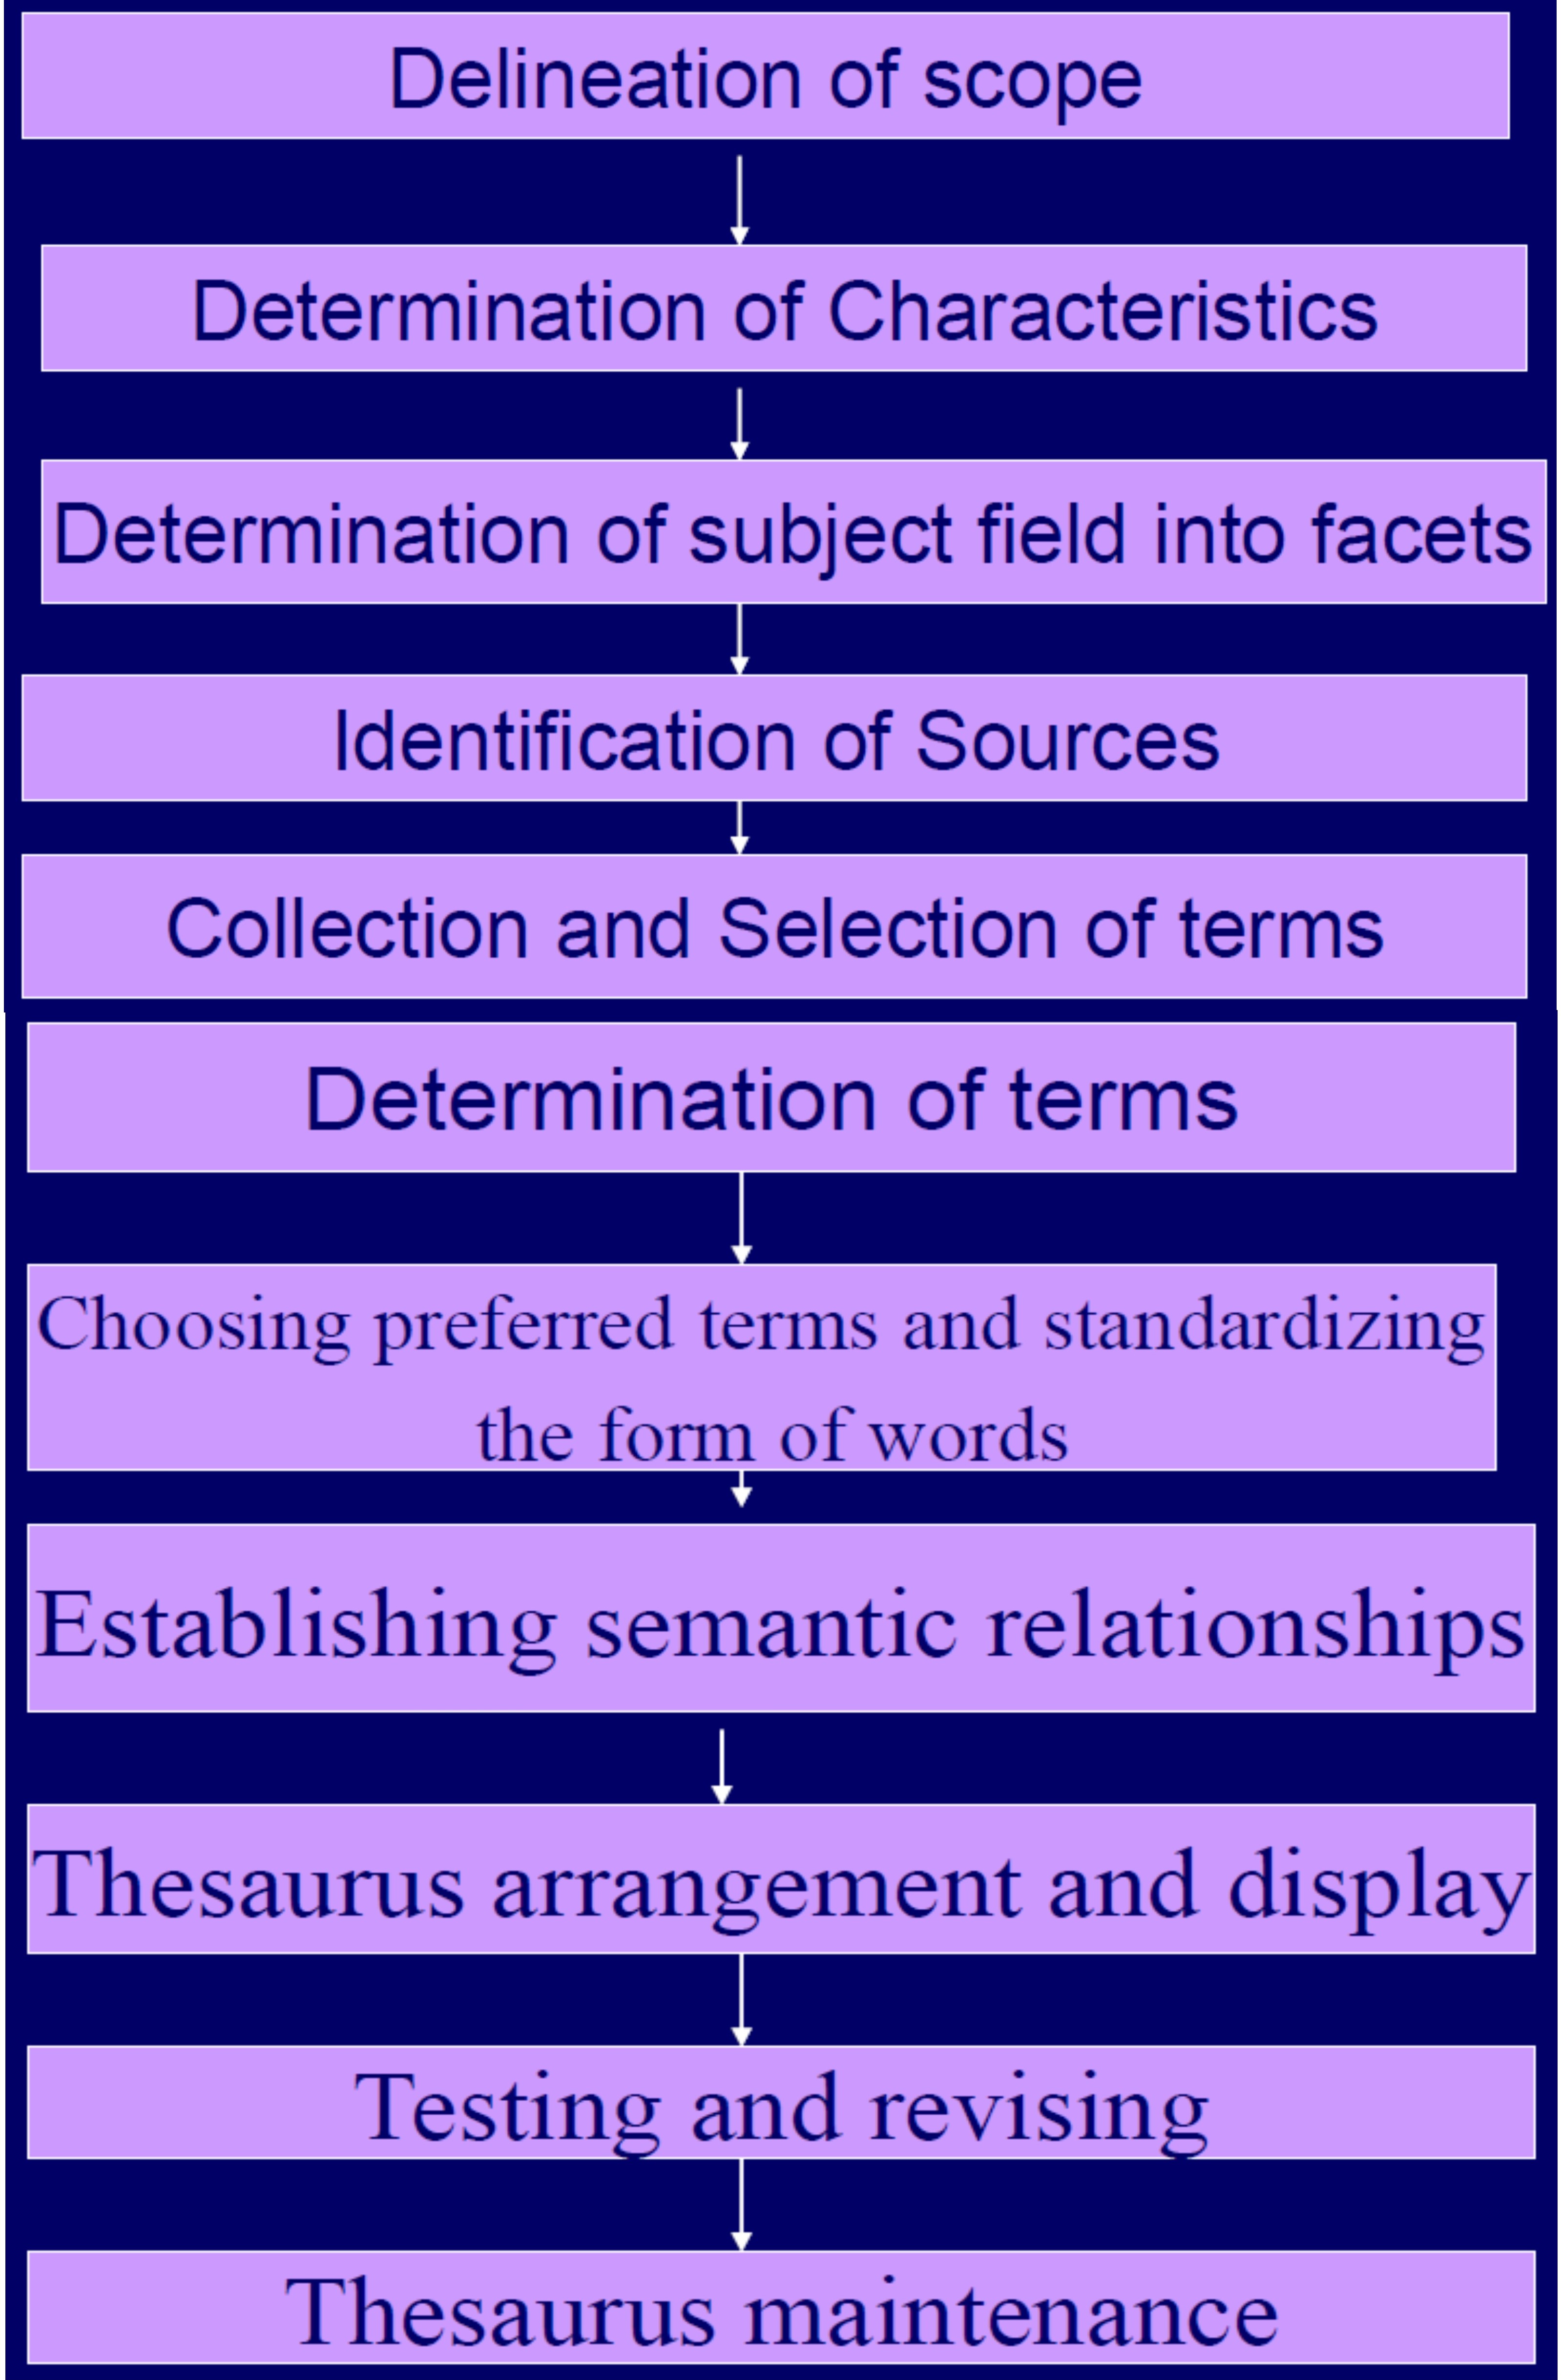 Delineation of scope
Determination of Characteristics
Determination of subject field into facets
Identification of Sources
Collection and Selection of terms
Determination of terms
Choosing preferred terms and standardizing
the form of words
Establishing semantic relationships
Thesaurus arrangement and display
Testing and revising
Thesaurus maintenance